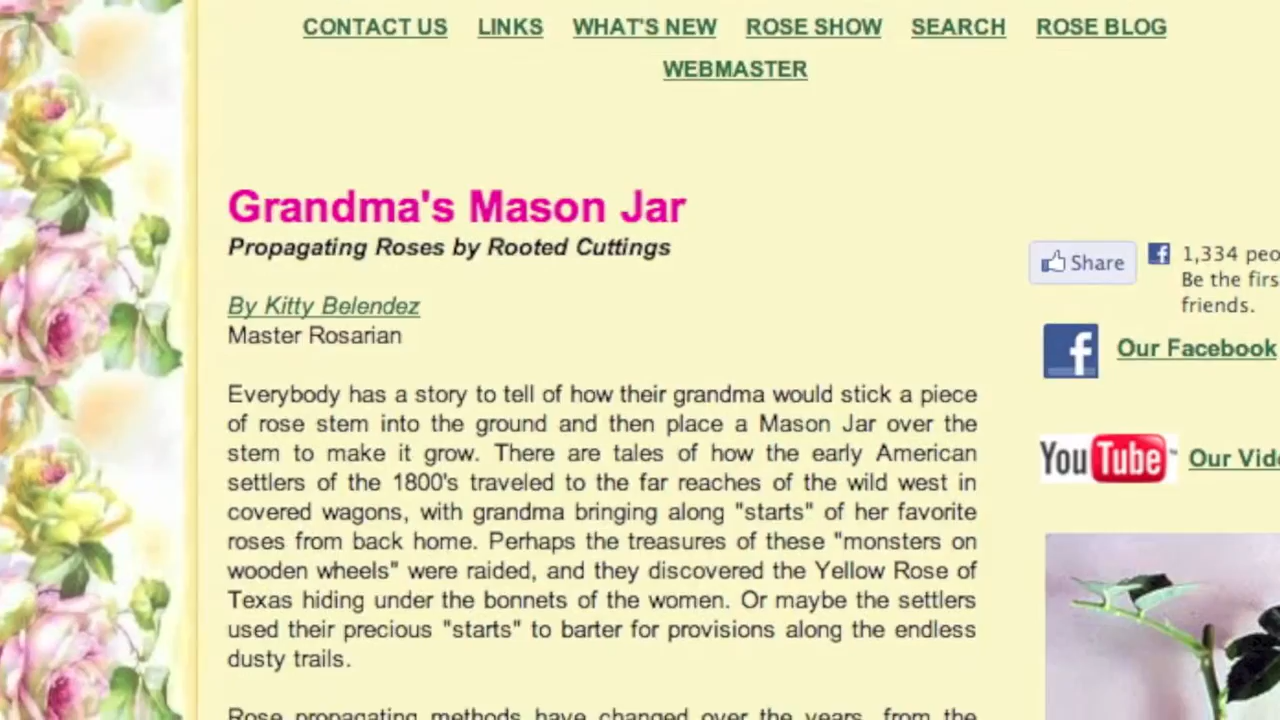 CONTACT US LINKS WHAT'S NEW ROSE SHOW SEARCH ROSE BLOG
WEBMASTER
Grandma's Mason Jar
Propagating Roses by Rooted Cuttings
By Kitty Belendez
Master Rosarian
Everybody has a story to tell of how their grandma would stick a piece
of rose stem into the ground and then place a Mason Jar over the
stem to make it grow. There are tales of how the early American
settlers of the 1800's traveled to the far reaches of the wild west in
covered wagons, with grandma bringing along "starts" of her favorite
roses from back home. Perhaps the treasures of these "monsters on
wooden wheels" were raided, and they discovered the Yellow Rose of
Texas hiding under the bonnets of the women. Or maybe the settlers
used their precious "starts" to barter for provisions along the endless
dusty trails.
Rose propagating methods have changed over the years, from the
Share
1,334
Be the
friends.
Our Facebook
YouTube
Our